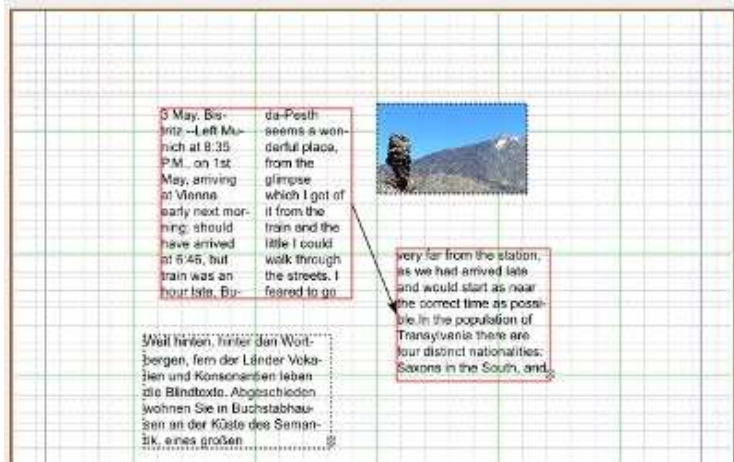 3 May. Bis-
tritz --Left Mu-
nich at 8:35
P.M., on 1st
May, arriving
at Vienna
early next mor-
ning; should
have arrived
at 6:46, but
train was an
hour late. Bu-
da-Pesth
seems a won-
derful place,
from the
glimpse
which I got of
it from the
train and the
little I could
walk through
the streets. I
feared to go
very far from the station,
as we had arrived late
and would start as near
the correct time as possi-
ble.In the population of
Transylvania there are
four distinct nationalities:
Saxons in the South, and
Weit hinten, hinter den Wort-
bergen, fern der Länder Voka-
lien und Konsonantien leben
die Blindtexte. Abgeschieden
wohnen Sie in Buchstabhau-
sen an der Küste des Seman-
tik, eines großen